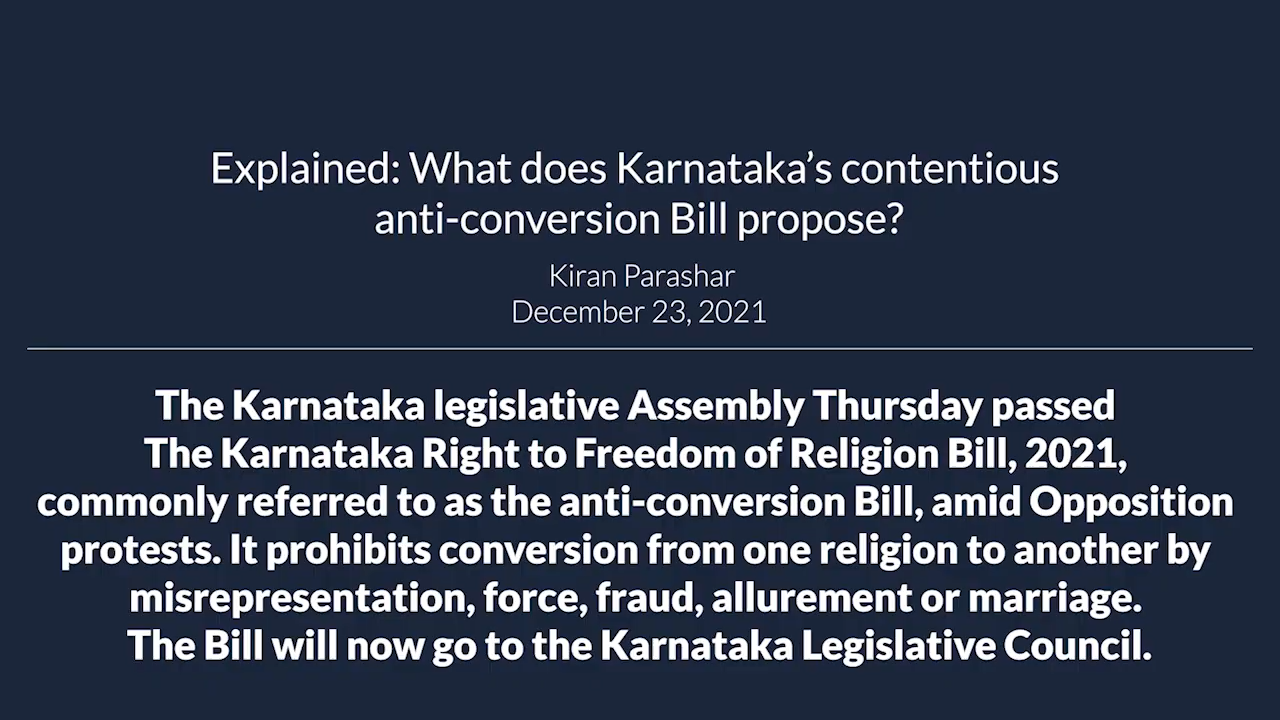 Explained: What does Karnataka’s contentious
anti-conversion Bill propose?
Kiran Parashar
December 23, 2021
The Karnataka legislative Assembly Thursday passed
The Karnataka Right to Freedom of Religion Bill, 2021,
commonly referred to as the anti-conversion Bill, amid Opposition
protests. It prohibits conversion from one religion to another by
misrepresentation, force, fraud, allurement or marriage.
The Bill will now go to the Karnataka Legislative Council.